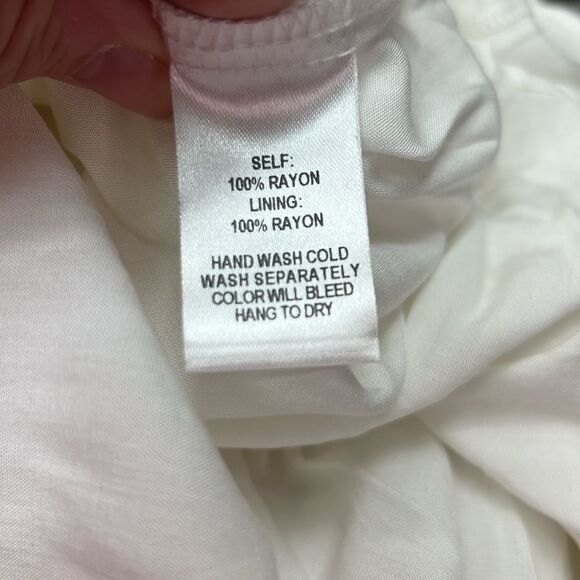 SELF:
100% RAYON
LINING:
100% RAYON
HAND WASH COLD
WASH SEPARATELY
COLOR WILL BLEED
HANG TO DRY